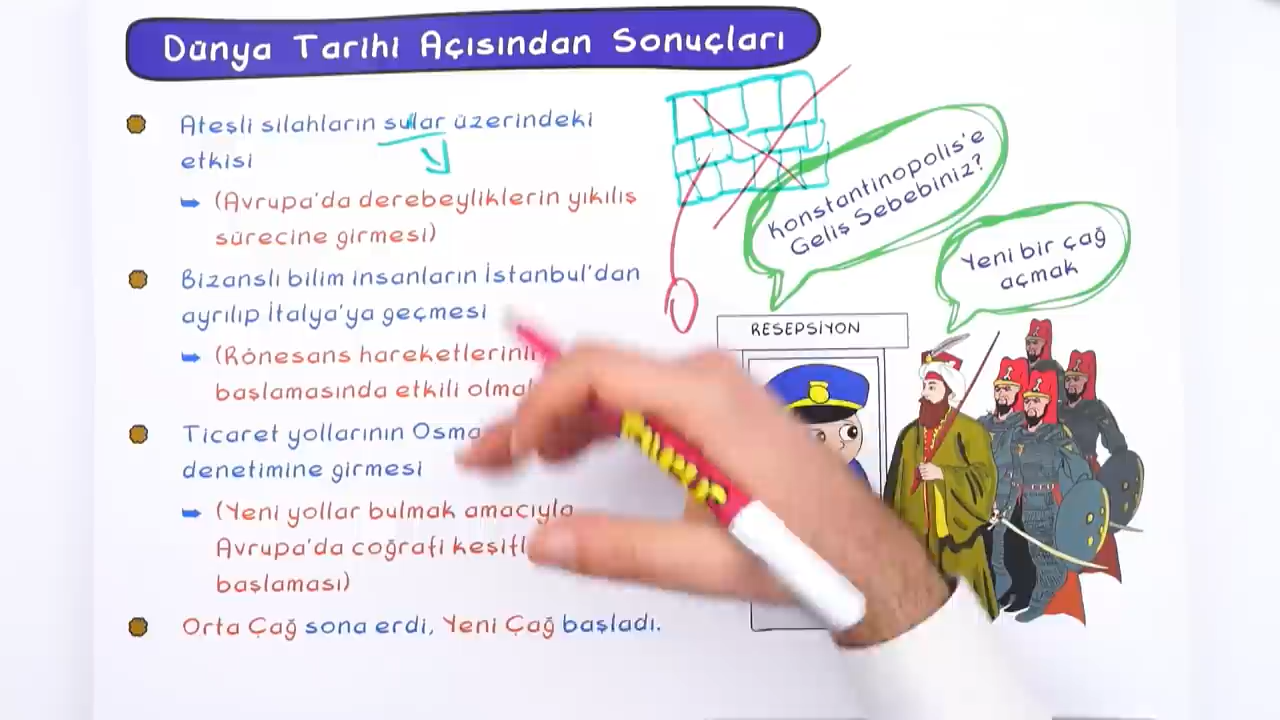 Dünya Tarihi Açısından Sonuçları
Ateşli silahların sular üzerindeki
y
etkisi
(Avrupa'da derebeyliklerin yıkılış
sürecine girmesi)
Bizanslı bilim insanların İstanbul'dan
ayrılıp İtalya'ya geçmesi
(Rönesans hareketlerinin
başlamasında etkili olma
Ticaret yollarının Osma
denetimine girmesi
(Yeni yollar bulmak amacıyla
Avrupa'da coğrafi keşifl
başlaması)
Orta Çağ sona erdi, Yeni Çağ başladı.
Konstantinopolis'e
Geliş Sebebiniz?
Yeni bir çağ
açmak
RESEPSİYON